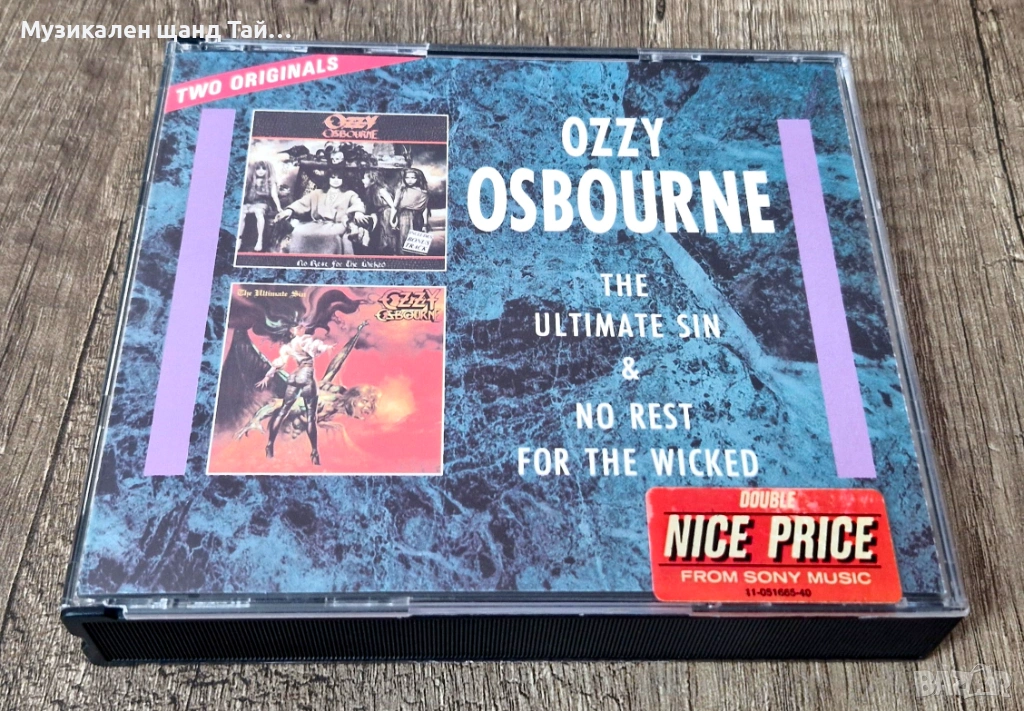 Музикален щанд Тай...
TWO ORIGINALS
OZZY
OSBOURNE
No Rest for The Wicked
The Ultimate Sin
OZZY
OSBOURNE
OZZY
OSBOURNE
THE
ULTIMATE SIN
&
NO REST
FOR THE WICKED
DOUBLE
NICE PRICE
FROM SONY MUSIC
11-051665-40